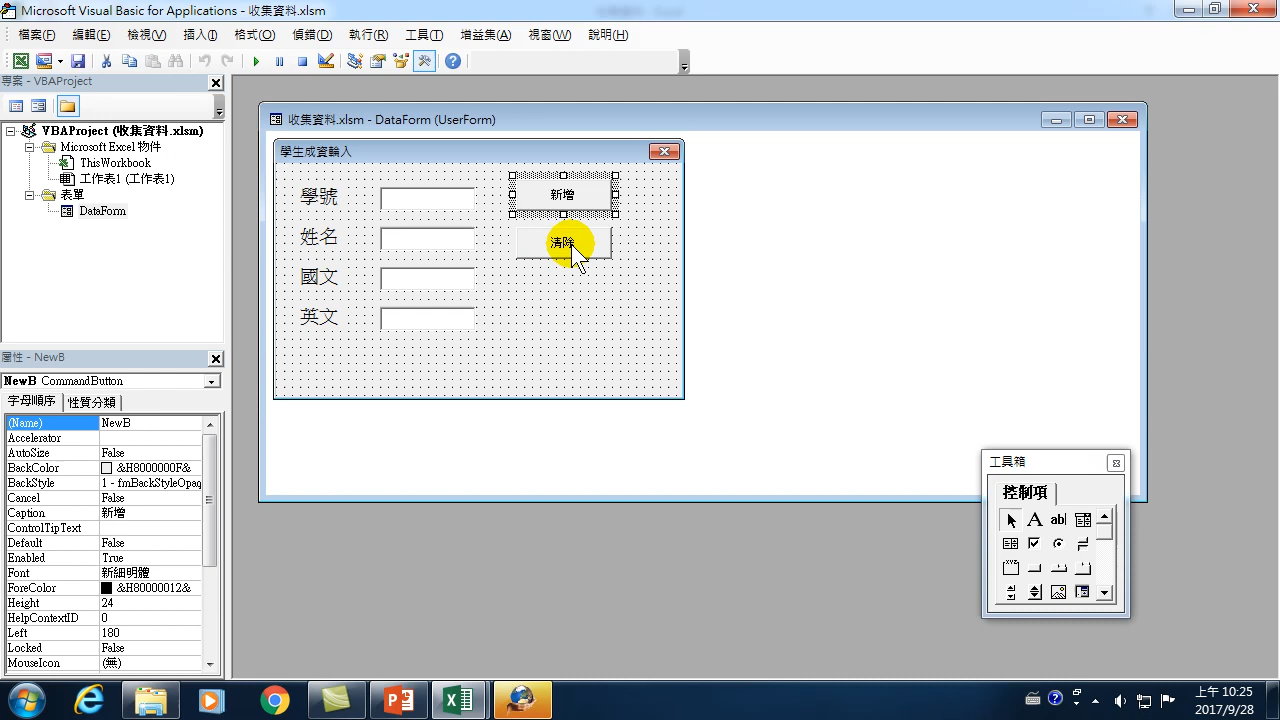 Microsoft Visual Basic for Applications - 收集資料.xlsm
檔案(F) 編輯(E) 檢視(V) 插入(I) 格式(O) 偵錯(D) 執行(R) 工具(T) 增益集(A) 視窗(W) 說明(H)
專案 - VBAProject
VBAProject (收集資料.xlsm)
Microsoft Excel 物件
ThisWorkbook
工作表1 (工作表1)
表單
DataForm
收集資料.xlsm - DataForm (UserForm)
學生成資輸入
學號
新增
姓名
清除
國文
英文
屬性 - NewB
NewB CommandButton
字母順序 性質分類
(Name) NewB
Accelerator
AutoSize False
BackColor &H8000000F&
BackStyle 1 - fmBackStyleOpaq
Cancel False
Caption 新增
ControlTipText
Default False
Enabled True
Font 新細明體
ForeColor &H80000012&
Height 24
HelpContextID 0
Left 180
Locked False
MouseIcon (無)
工具箱
控制項
A ab|
上午 10:25
2017/9/28